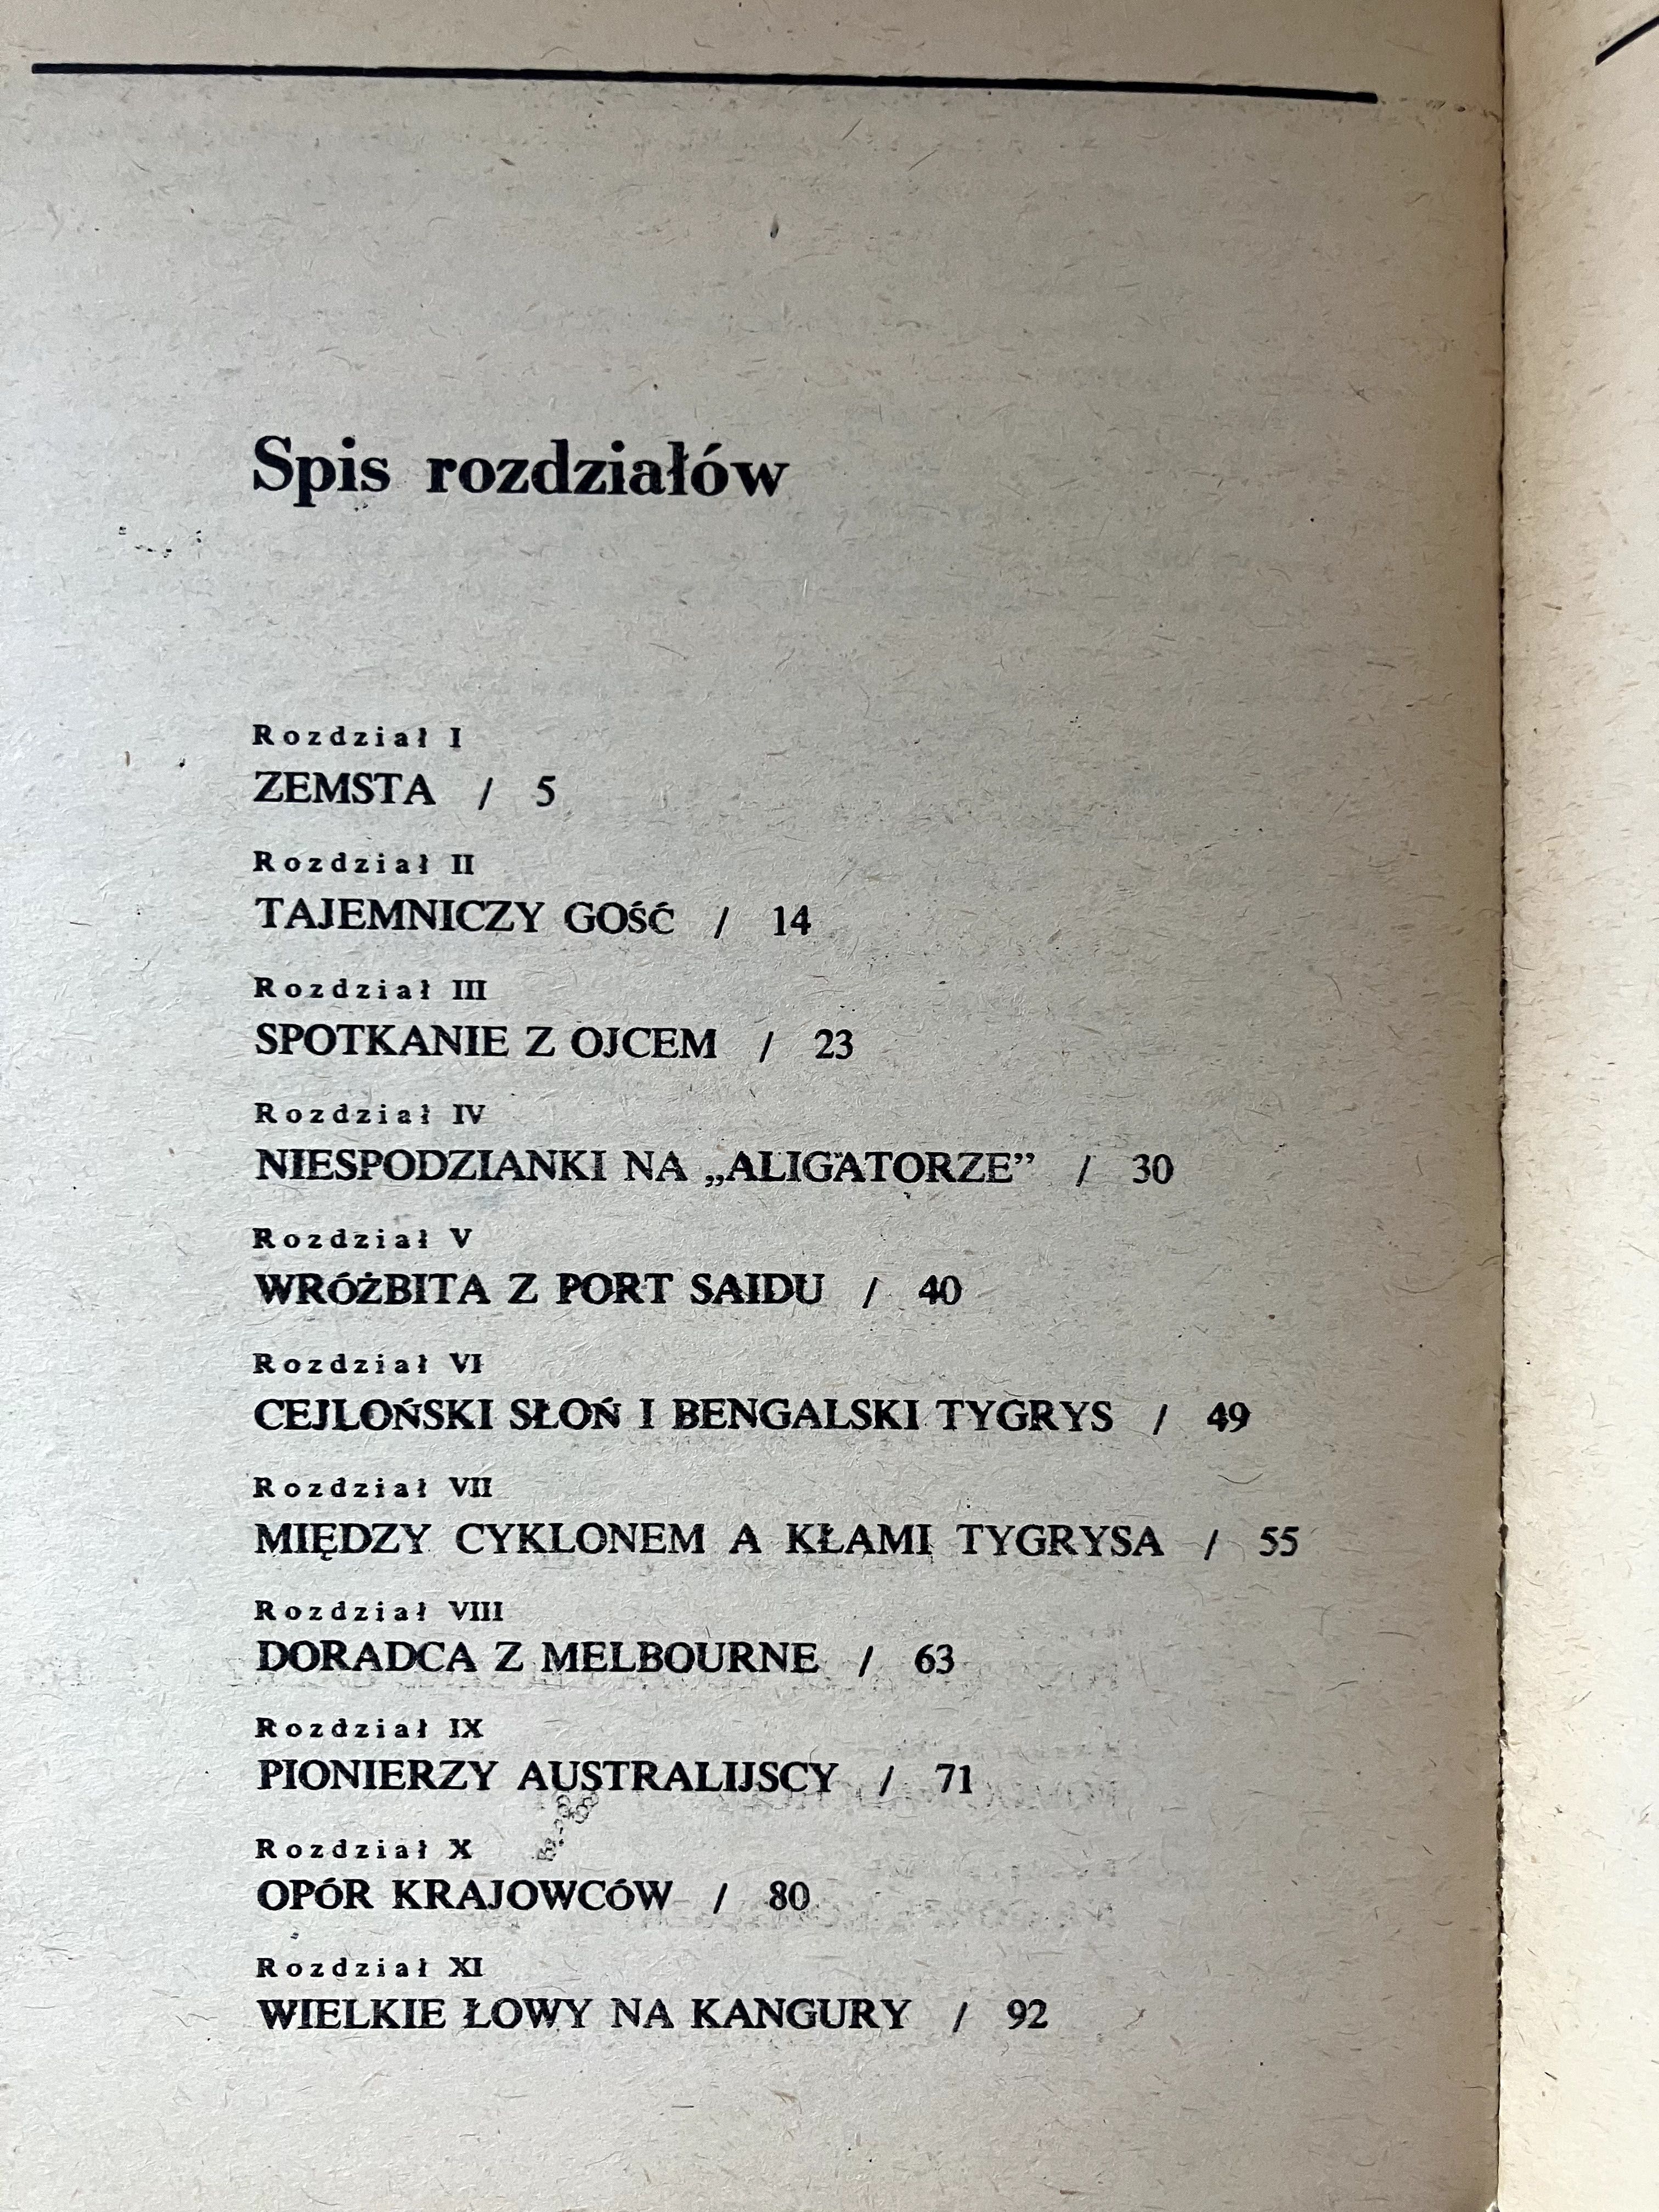 Spis rozdziałów
Rozdział I
ZEMSTA / 5
Rozdział II
TAJEMNICZY GOŚĆ / 14
Rozdział III
SPOTKANIE Z OJCEM / 23
Rozdział IV
NIESPODZIANKI NA „ALIGATORZE” / 30
Rozdział V
WRÓŻBITA Z PORT SAIDU / 40
Rozdział VI
CEJLOŃSKI SŁOŃ I BENGALSKI TYGRYS / 49
Rozdział VII
MIĘDZY CYKLONEM A KŁAMI TYGRYSA / 55
Rozdział VIII
DORADCA Z MELBOURNE / 63
Rozdział IX
PIONIERZY AUSTRALIJSCY / 71
Rozdział X
OPÓR KRAJOWCÓW / 80
Rozdział XI
WIELKIE ŁOWY NA KANGURY / 92